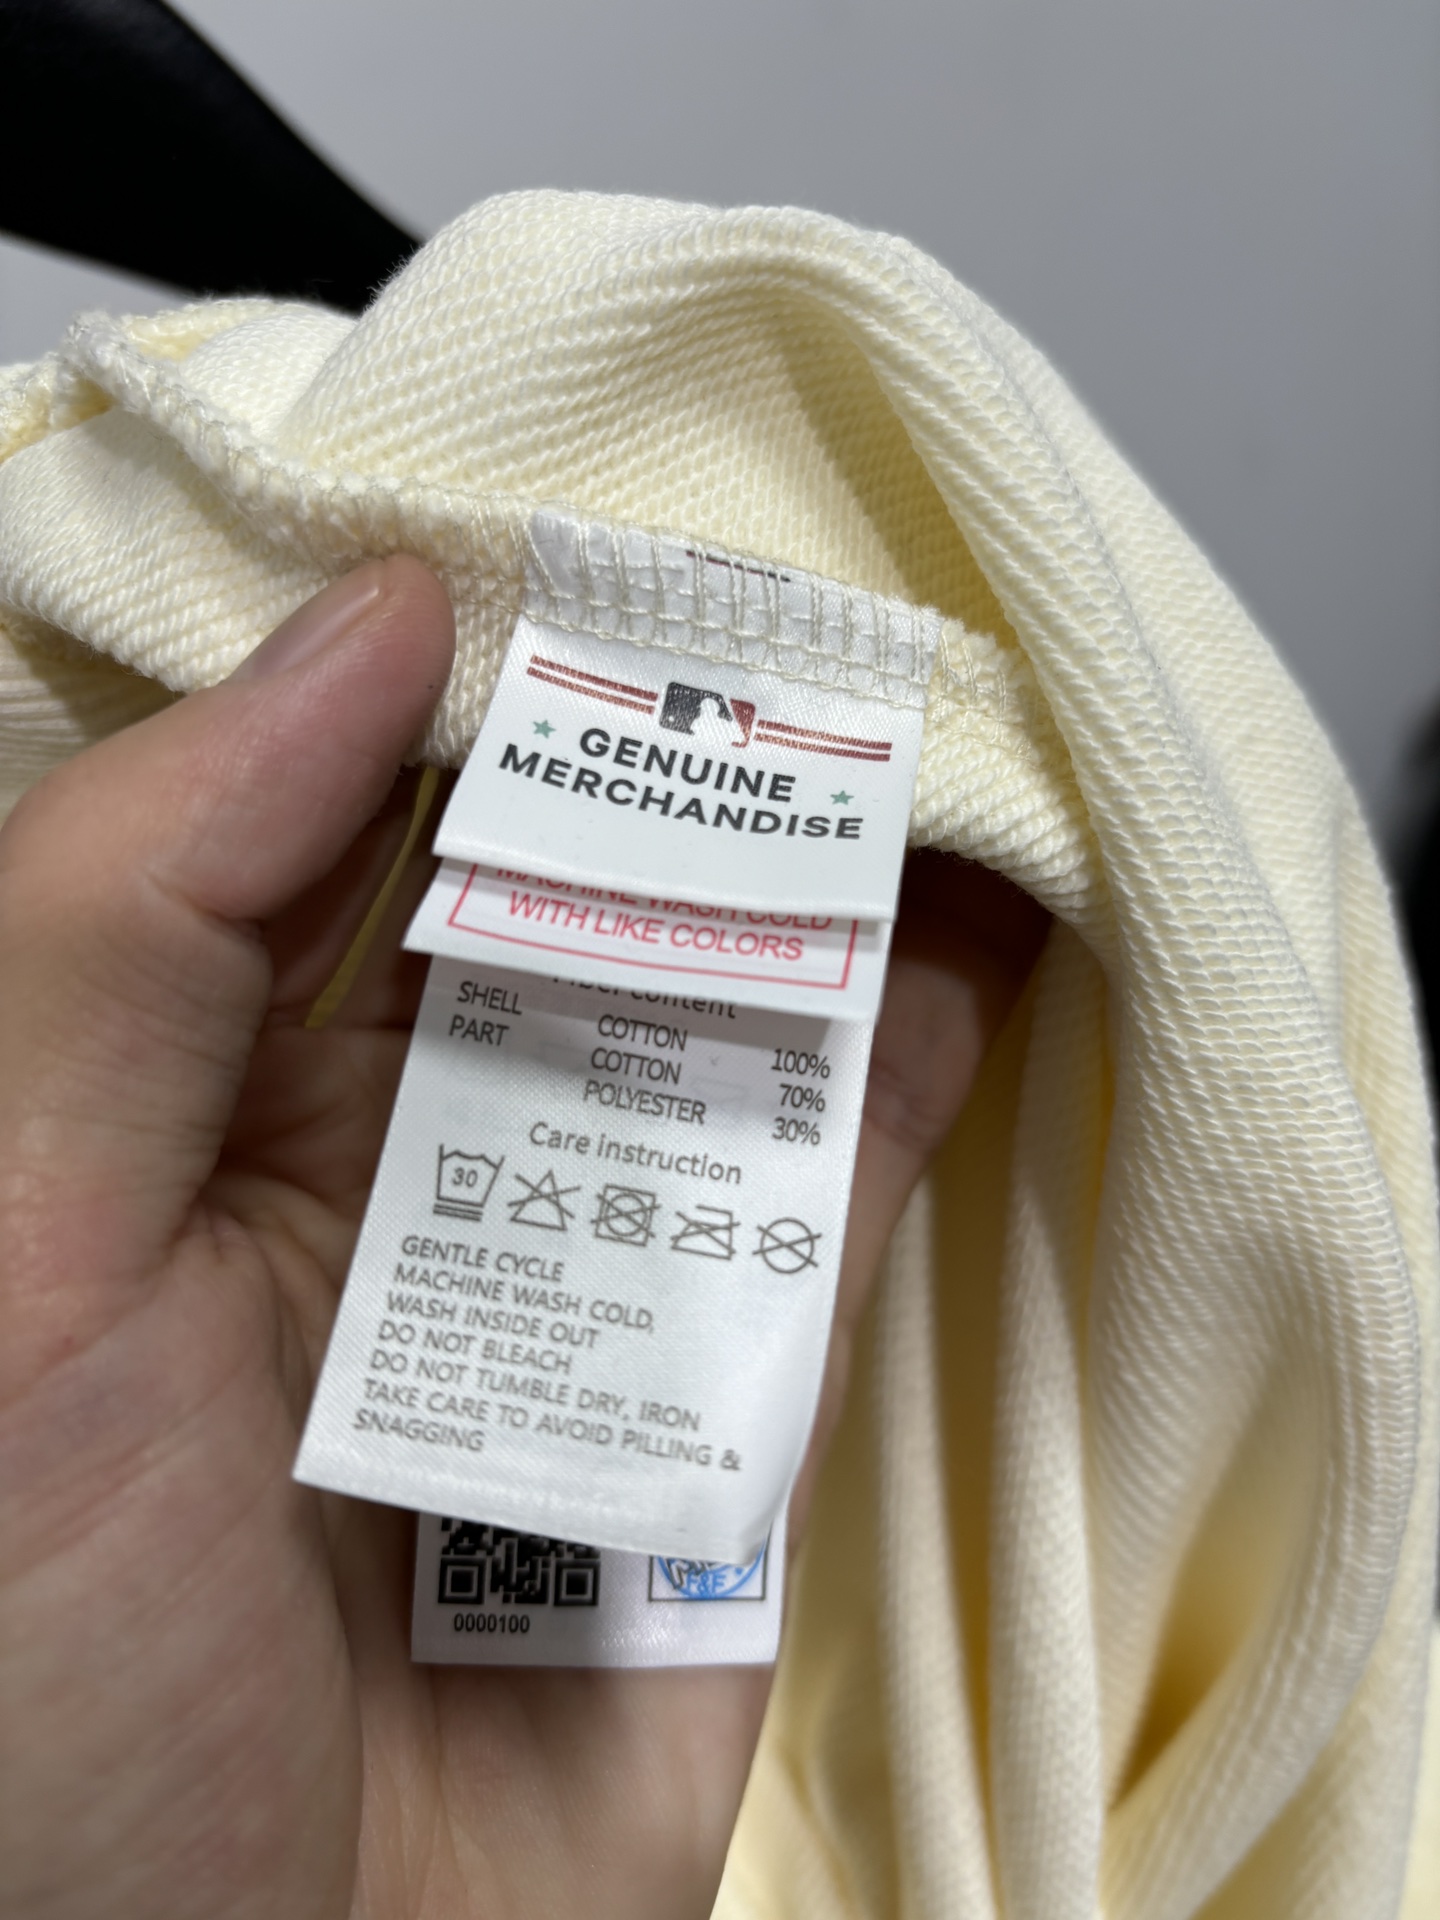 GENUINE
MERCHANDISE
MACHINE WASH COLD
WITH LIKE COLORS
Fiber content
SHELL COTTON 100%
PART COTTON 70%
POLYESTER 30%
Care instruction
30
GENTLE CYCLE
MACHINE WASH COLD,
WASH INSIDE OUT
DO NOT BLEACH
DO NOT TUMBLE DRY, IRON
TAKE CARE TO AVOID PILLING &
SNAGGING
F&F
0000100